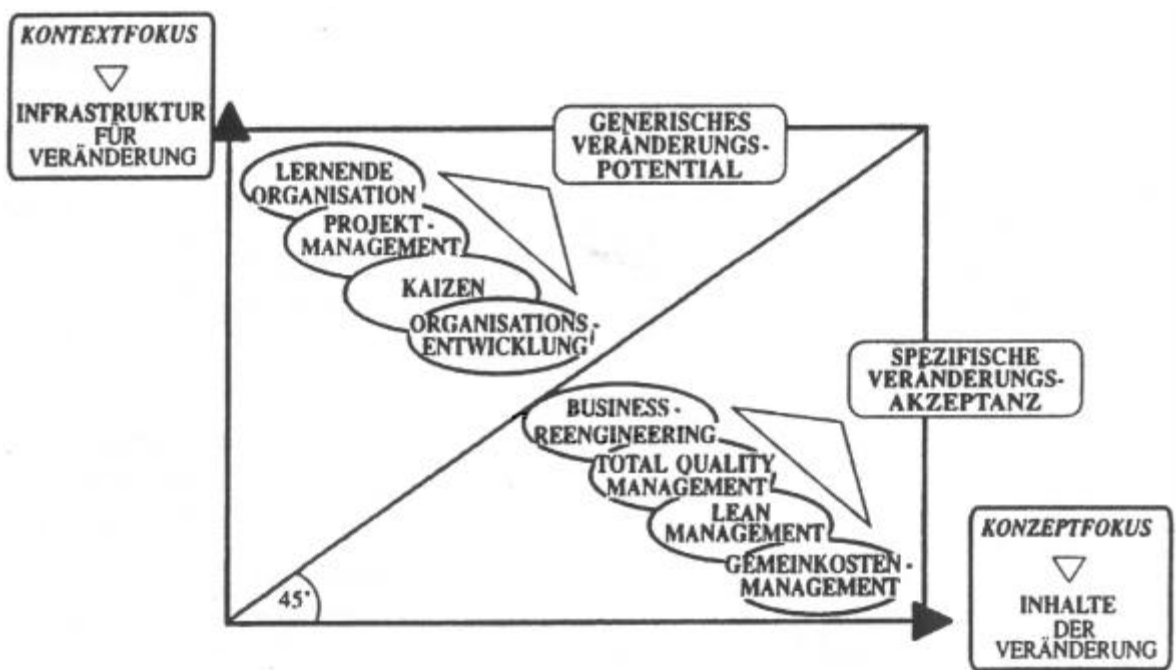 KONTEXTFOKUS
INFRASTRUKTUR
FÜR
VERÄNDERUNG
GENERISCHES
VERÄNDERUNGS-
POTENTIAL
LERNENDE
ORGANISATION
PROJEKT-
MANAGEMENT
KAIZEN
ORGANISATIONS-
ENTWICKLUNG
SPEZIFISCHE
VERÄNDERUNGS-
AKZEPTANZ
BUSINESS-
REENGINEERING
TOTAL QUALITY
MANAGEMENT
LEAN
MANAGEMENT
GEMEINKOSTEN-
MANAGEMENT
45°
KONZEPTFOKUS
INHALTE
DER
VERÄNDERUNG